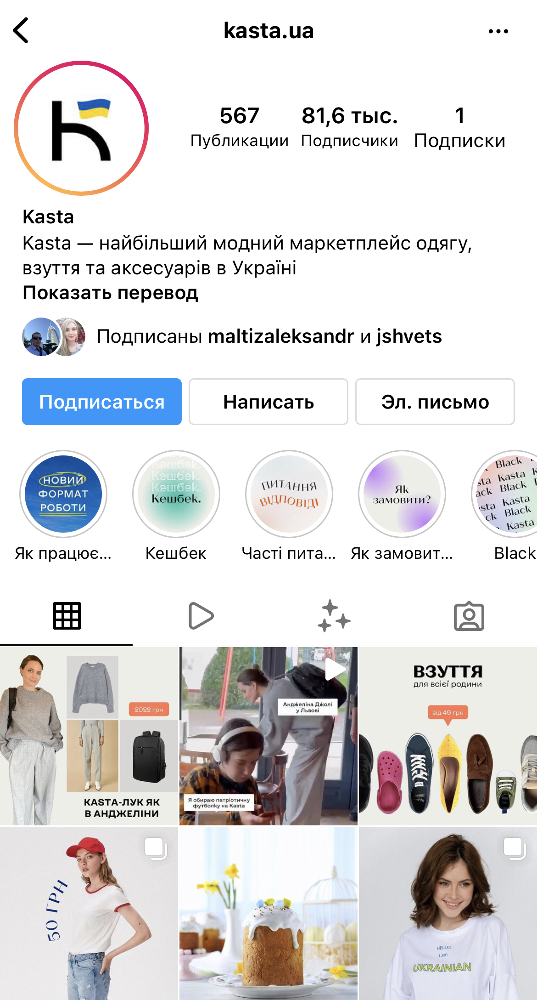 kasta.ua
567
Публикации
81,6 тыс.
Подписчики
1
Подписки
Kasta
Kasta — найбільший модний маркетплейс одягу,
взуття та аксесуарів в Україні
Показать перевод
Подписаны maltizaleksandr и jshvets
Подписаться
Написать
Эл. письмо
НОВИЙ
ФОРМАТ
РОБОТИ
Кешбек.
Кешбек.
Кешбек.
Кешбек.
ПИТАННЯ
ВІДПОВІДІ
Як
замовити?
Black
Kasta
Black
Kasta
Black
Kasta
Як працює...
Кешбек
Часті пита...
Як замовит...
Black
2022 грн
KASTA-ЛУК ЯК
В АНДЖЕЛІНИ
Анджеліна Джолі
у Львові
Я обираю патріотичну
футболку на Kasta
ВЗУТТЯ
для всієї родини
від 49 грн
50 ГРН
HELLO,
I am
UKRAINIAN